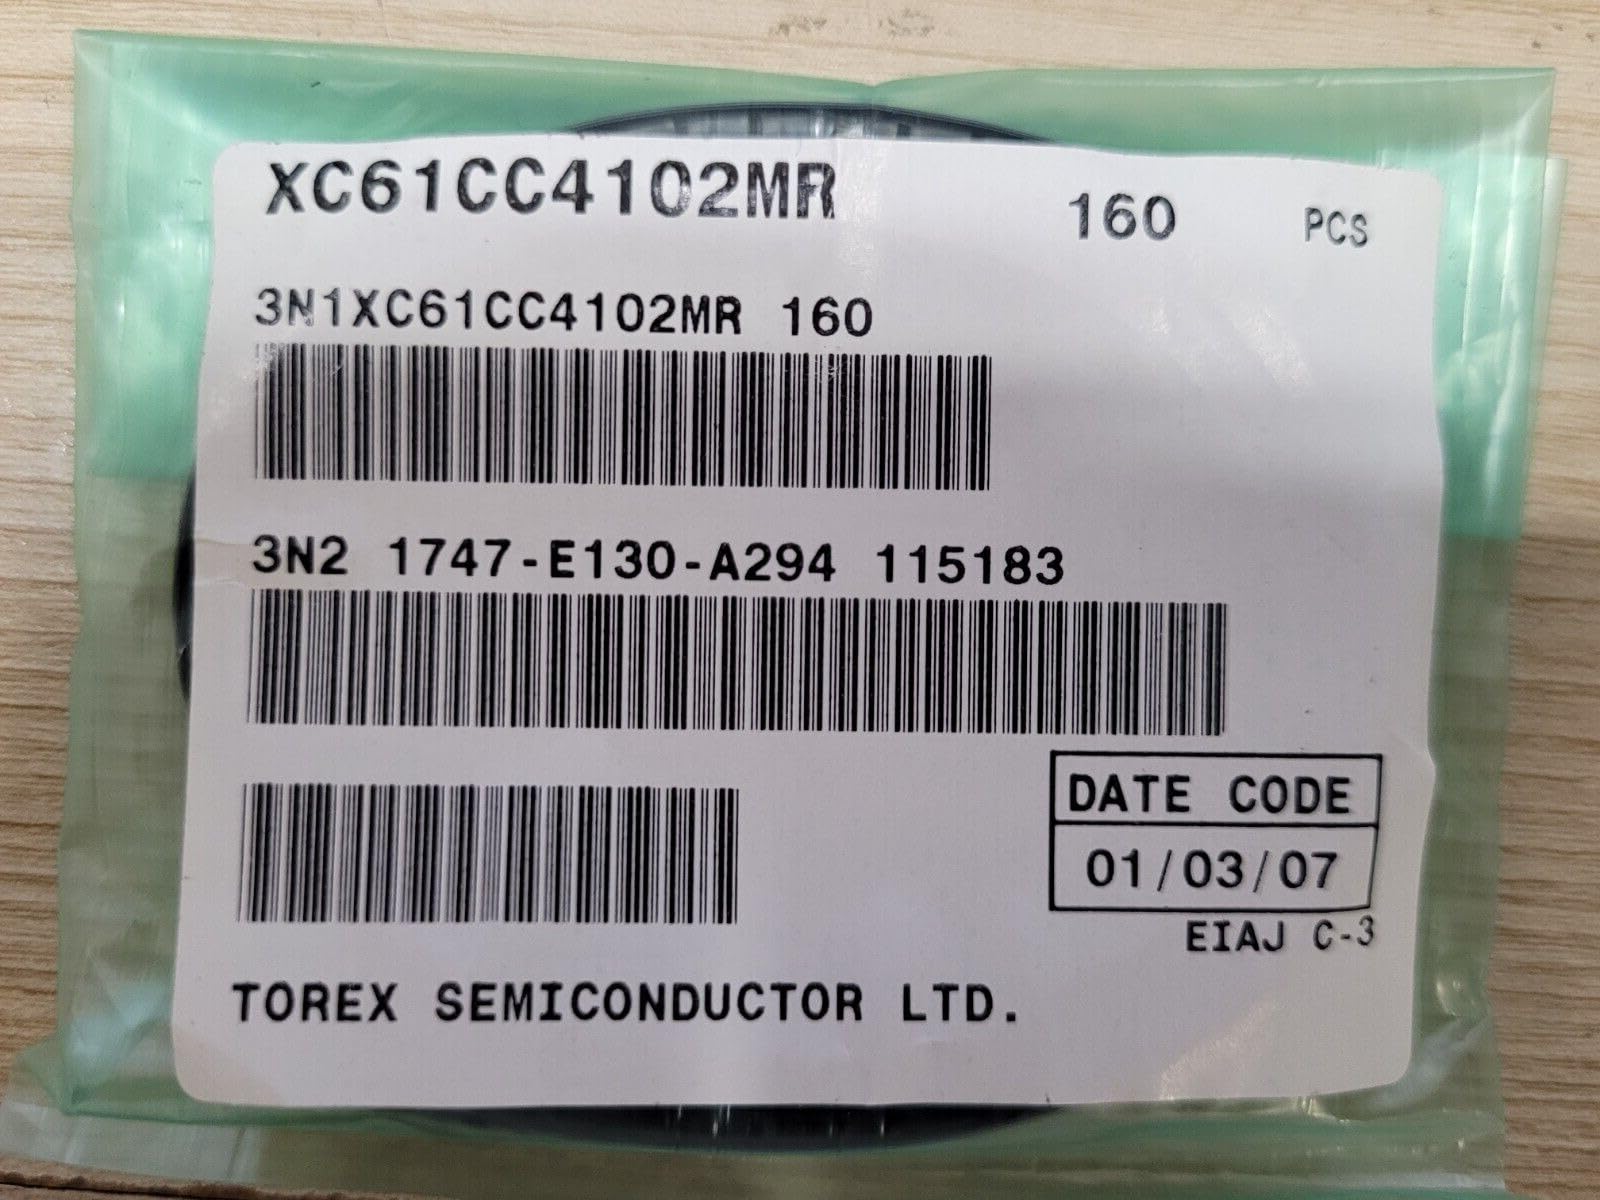 XC61CC4102MR 160 PCS
3N1XC61CC4102MR 160
3N2 1747-E130-A294 115183
DATE CODE
01/03/07
EIAJ C-3
TOREX SEMICONDUCTOR LTD.